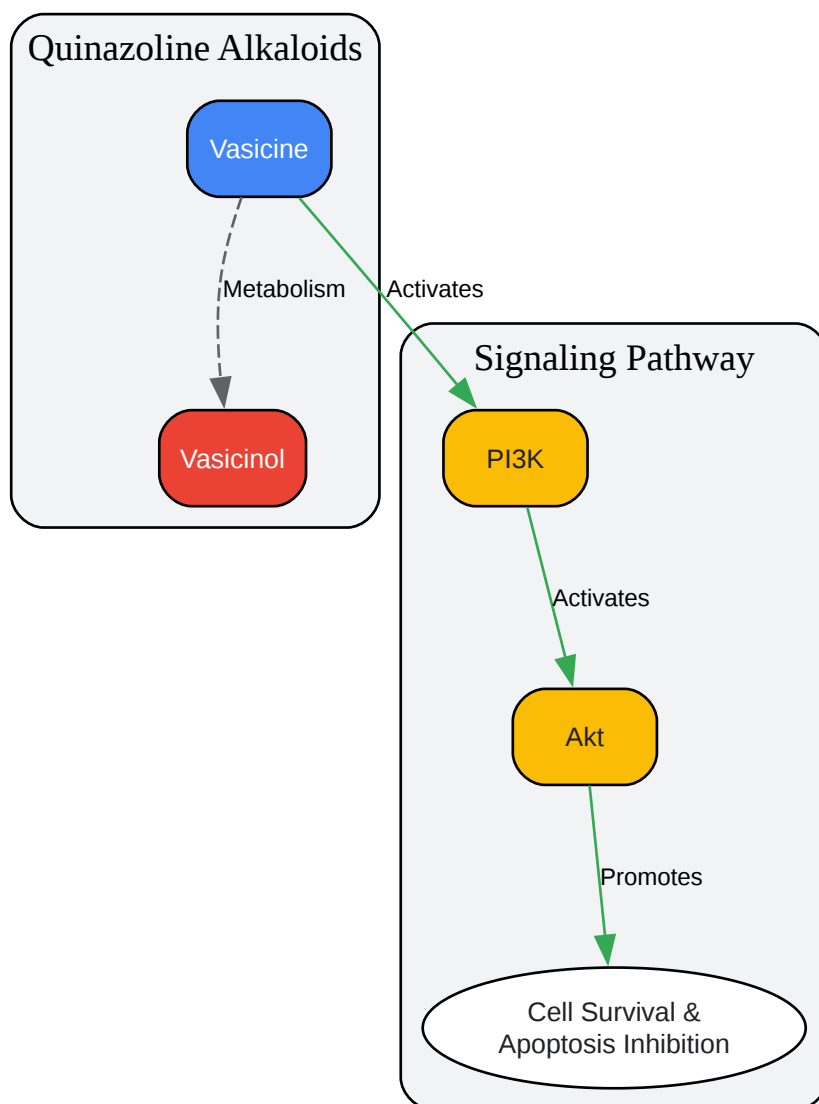 Quinazoline Alkaloids
Vasicine
Metabolism
Activates
Vasicinol
Signaling Pathway
PI3K
Activates
Akt
Promotes
Cell Survival &
Apoptosis Inhibition